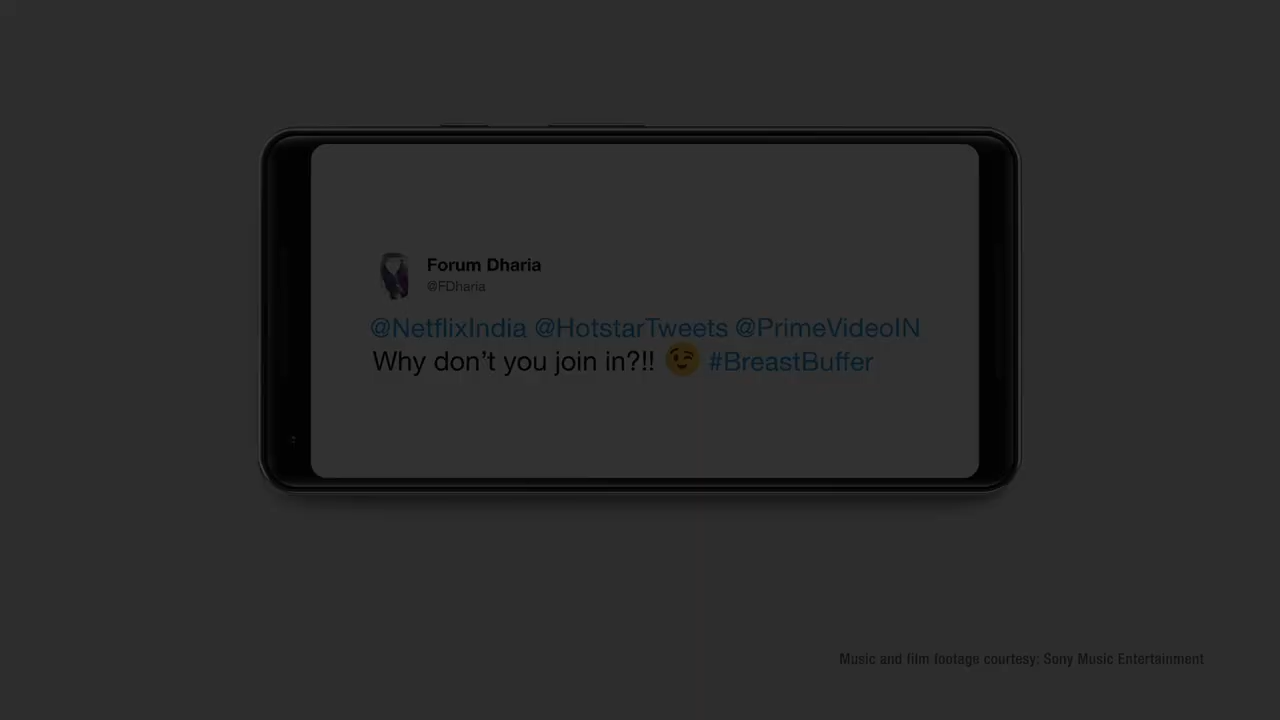 Forum Dharia
@FDharia
@NetflixIndia @HotstarTweets @PrimeVideoIN
Why don’t you join in?!! 😉 #BreastBuffer
Music and film footage courtesy: Sony Music Entertainment